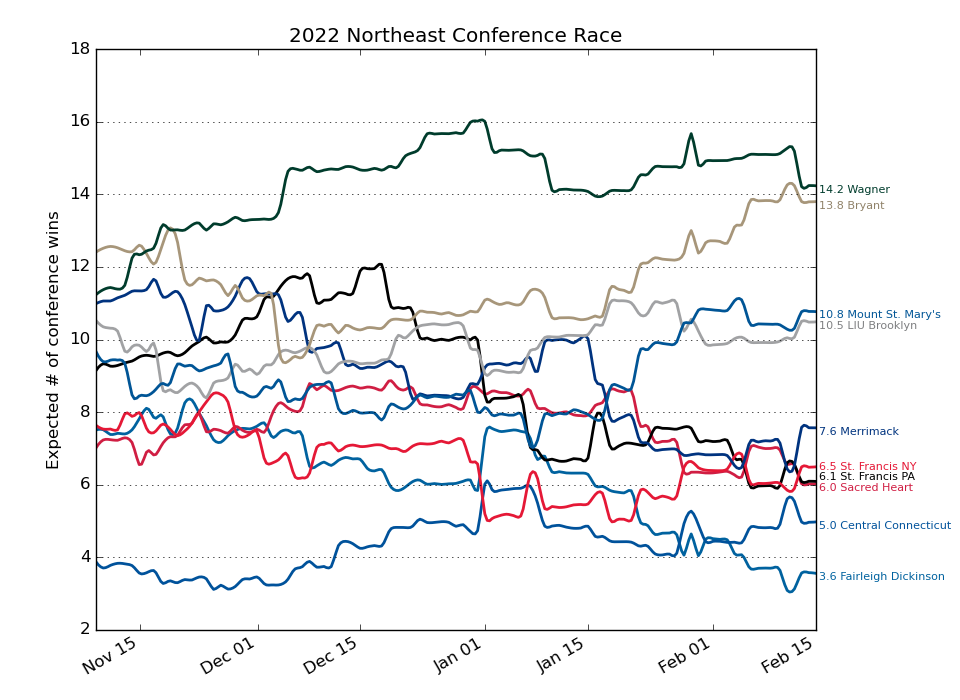 2022 Northeast Conference Race
Expected # of conference wins
18
16
14
12
10
8
6
4
2
14.2 Wagner
13.8 Bryant
10.8 Mount St. Mary's
10.5 LIU Brooklyn
7.6 Merrimack
6.5 St. Francis NY
6.1 St. Francis PA
6.0 Sacred Heart
5.0 Central Connecticut
3.6 Fairleigh Dickinson
Nov 15
Dec 01
Dec 15
Jan 01
Jan 15
Feb 01
Feb 15